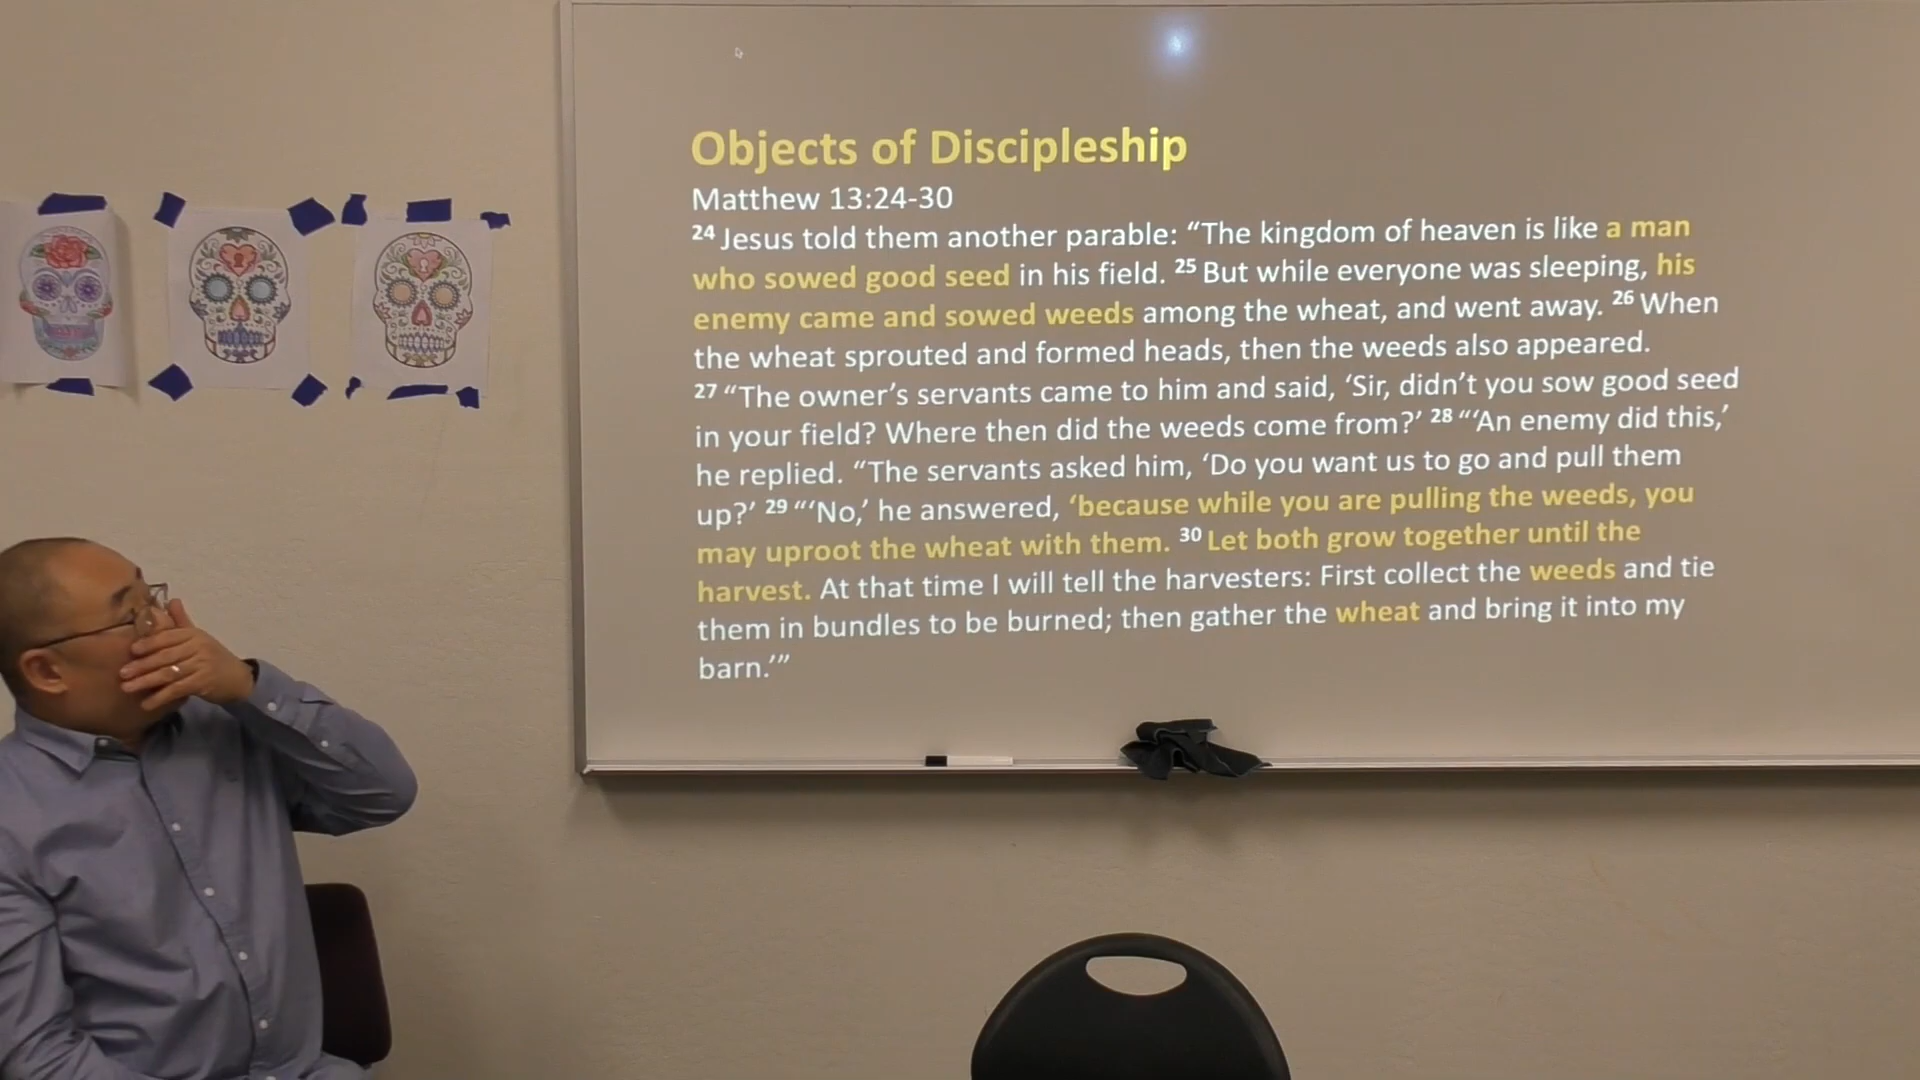 Objects of Discipleship
Matthew 13:24-30
24 Jesus told them another parable: “The kingdom of heaven is like a man
who sowed good seed in his field. 25 But while everyone was sleeping, his
enemy came and sowed weeds among the wheat, and went away. 26 When
the wheat sprouted and formed heads, then the weeds also appeared.
27 “The owner’s servants came to him and said, ‘Sir, didn’t you sow good seed
in your field? Where then did the weeds come from?’ 28 “‘An enemy did this,’
he replied. “The servants asked him, ‘Do you want us to go and pull them
up?’ 29 “‘No,’ he answered, ‘because while you are pulling the weeds, you
may uproot the wheat with them. 30 Let both grow together until the
harvest. At that time I will tell the harvesters: First collect the weeds and tie
them in bundles to be burned; then gather the wheat and bring it into my
barn.’”